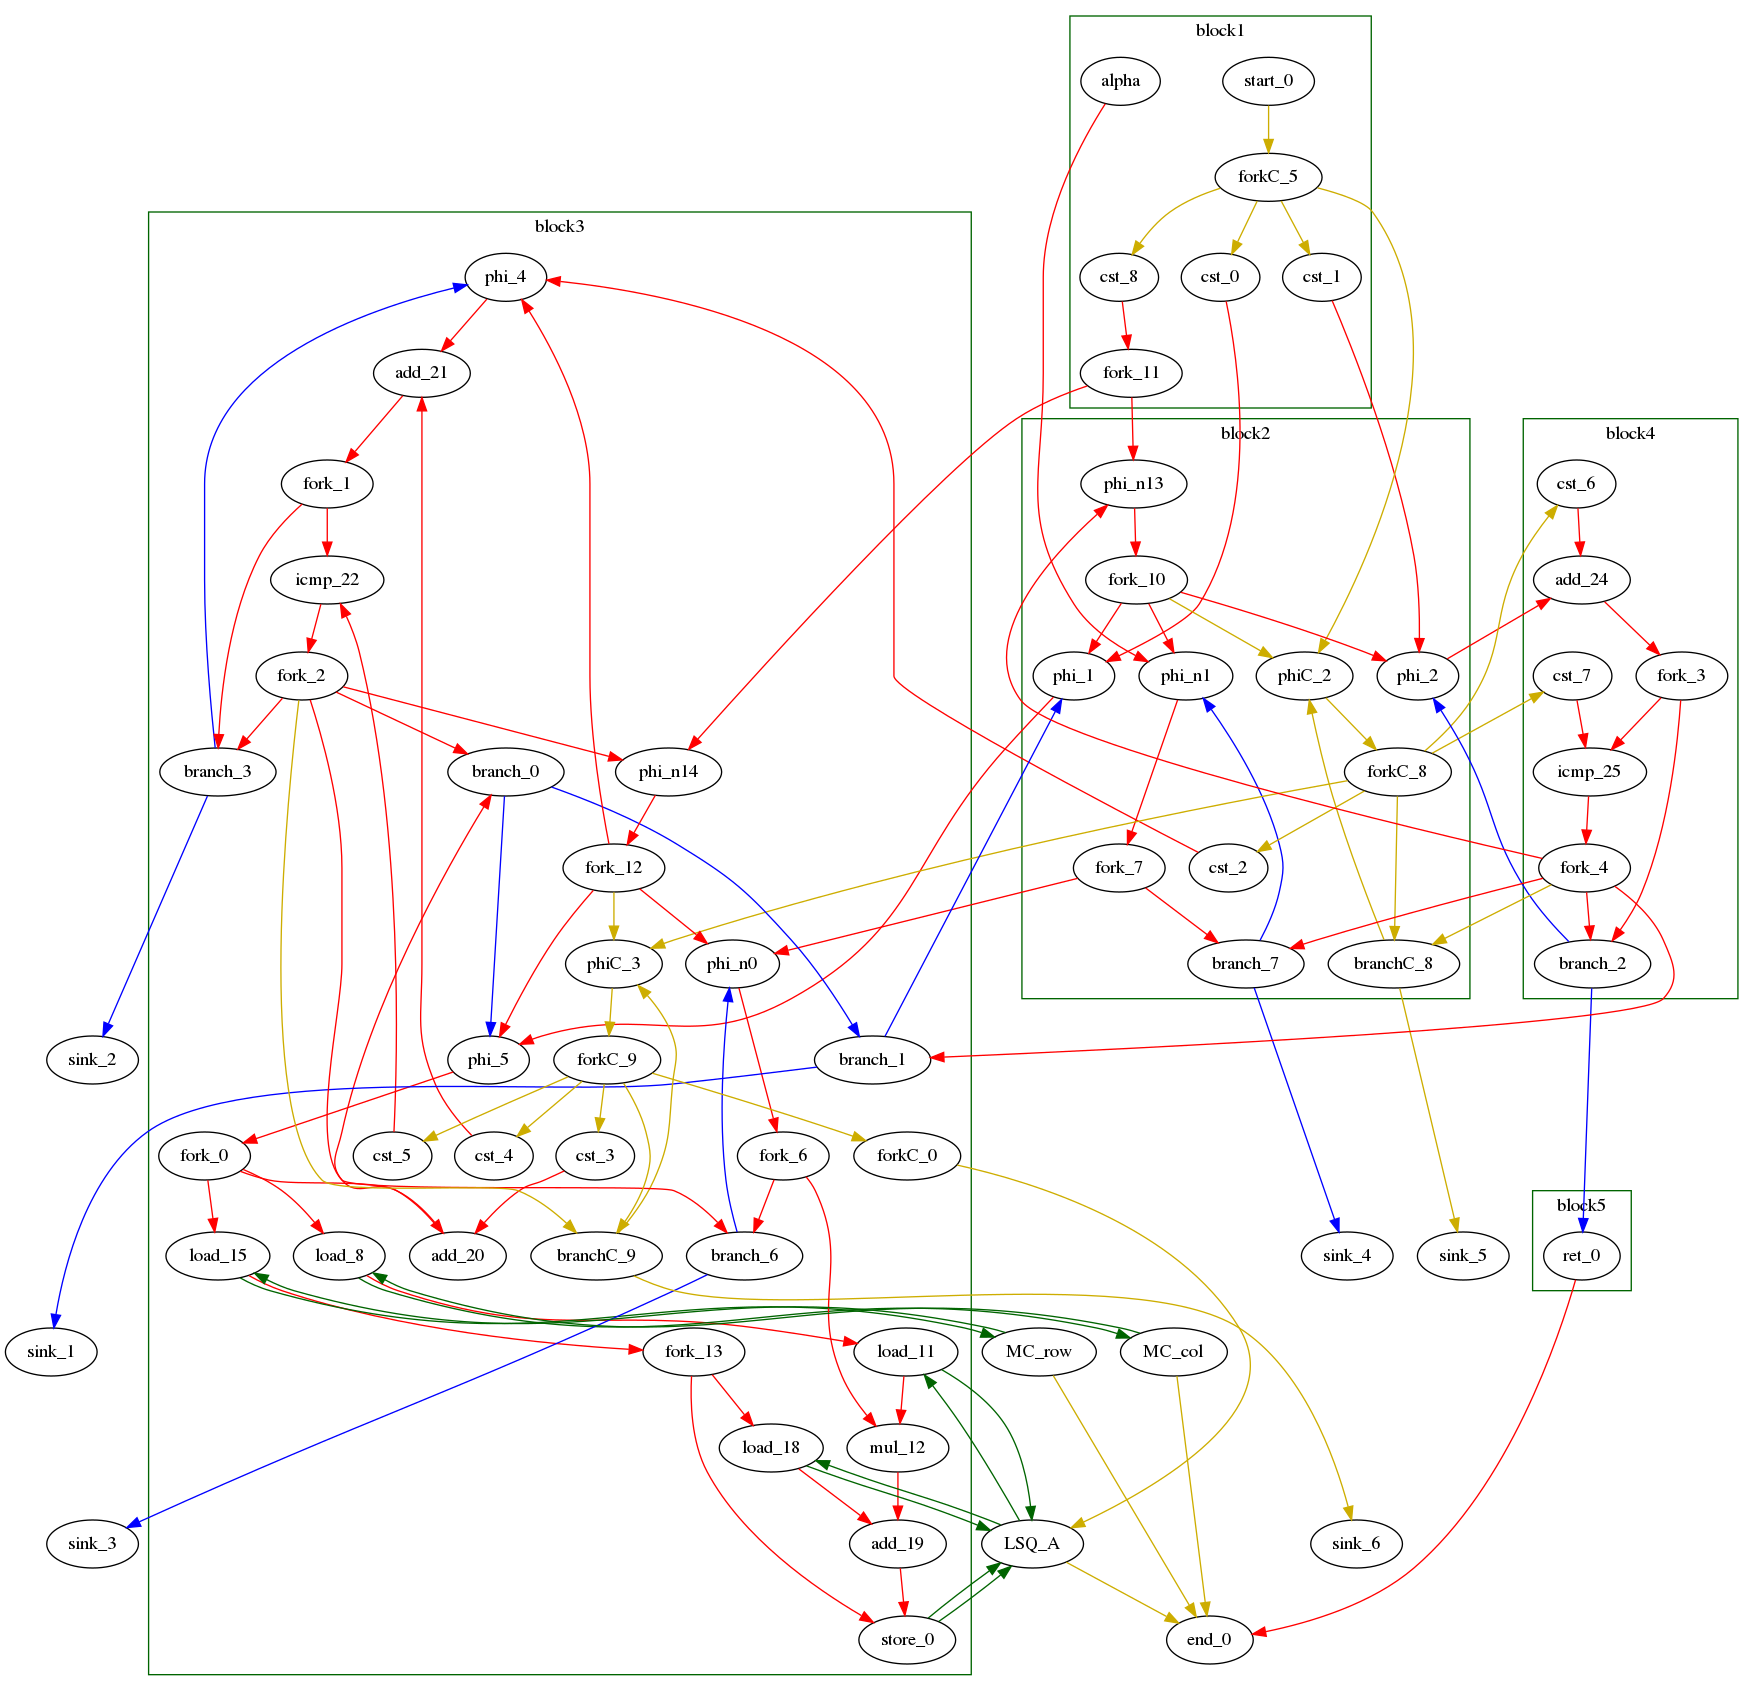 block1
alpha
start_0
forkC_5
cst_8
cst_0
cst_1
fork_11
block3
phi_4
add_21
fork_1
icmp_22
fork_2
branch_3
branch_0
phi_n14
fork_12
phiC_3
phi_n0
phi_5
forkC_9
branch_1
fork_0
cst_5
cst_4
cst_3
fork_6
forkC_0
load_15
load_8
add_20
branchC_9
branch_6
fork_13
load_11
load_18
mul_12
add_19
store_0
block2
phi_n13
fork_10
phi_1
phi_n1
phiC_2
phi_2
forkC_8
fork_7
cst_2
branch_7
branchC_8
block4
cst_6
add_24
cst_7
fork_3
icmp_25
fork_4
branch_2
block5
ret_0
sink_2
sink_4
sink_5
sink_1
MC_row
MC_col
sink_3
LSQ_A
sink_6
end_0